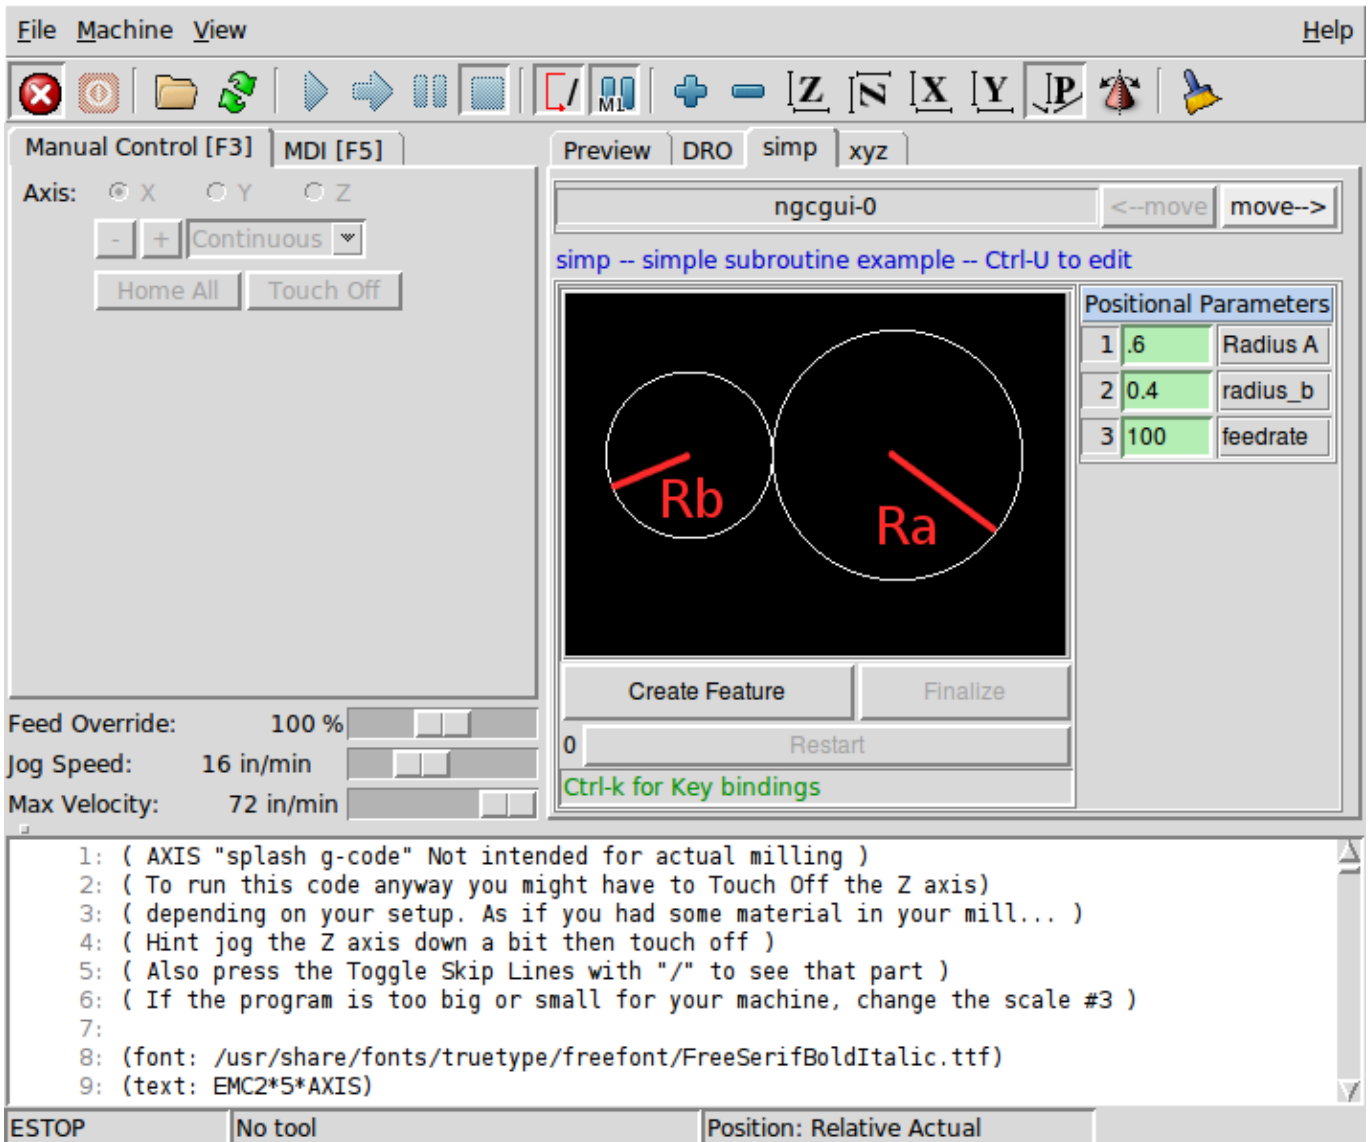 File Machine View Help
M1 Z N X Y P
Manual Control [F3] MDI [F5] Preview DRO simp xyz
Axis: X Y Z
ngcgui-0 <--move move-->
- + Continuous
simp -- simple subroutine example -- Ctrl-U to edit
Home All Touch Off
Positional Parameters
1 .6 Radius A
2 0.4 radius_b
3 100 feedrate
Rb Ra
Create Feature Finalize
Feed Override: 100 %
0 Restart
Jog Speed: 16 in/min
Ctrl-k for Key bindings
Max Velocity: 72 in/min
1: ( AXIS "splash g-code" Not intended for actual milling )
2: ( To run this code anyway you might have to Touch Off the Z axis)
3: ( depending on your setup. As if you had some material in your mill... )
4: ( Hint jog the Z axis down a bit then touch off )
5: ( Also press the Toggle Skip Lines with "/" to see that part )
6: ( If the program is too big or small for your machine, change the scale #3 )
7:
8: (font: /usr/share/fonts/truetype/freefont/FreeSerifBoldItalic.ttf)
9: (text: EMC2*5*AXIS)
ESTOP No tool Position: Relative Actual